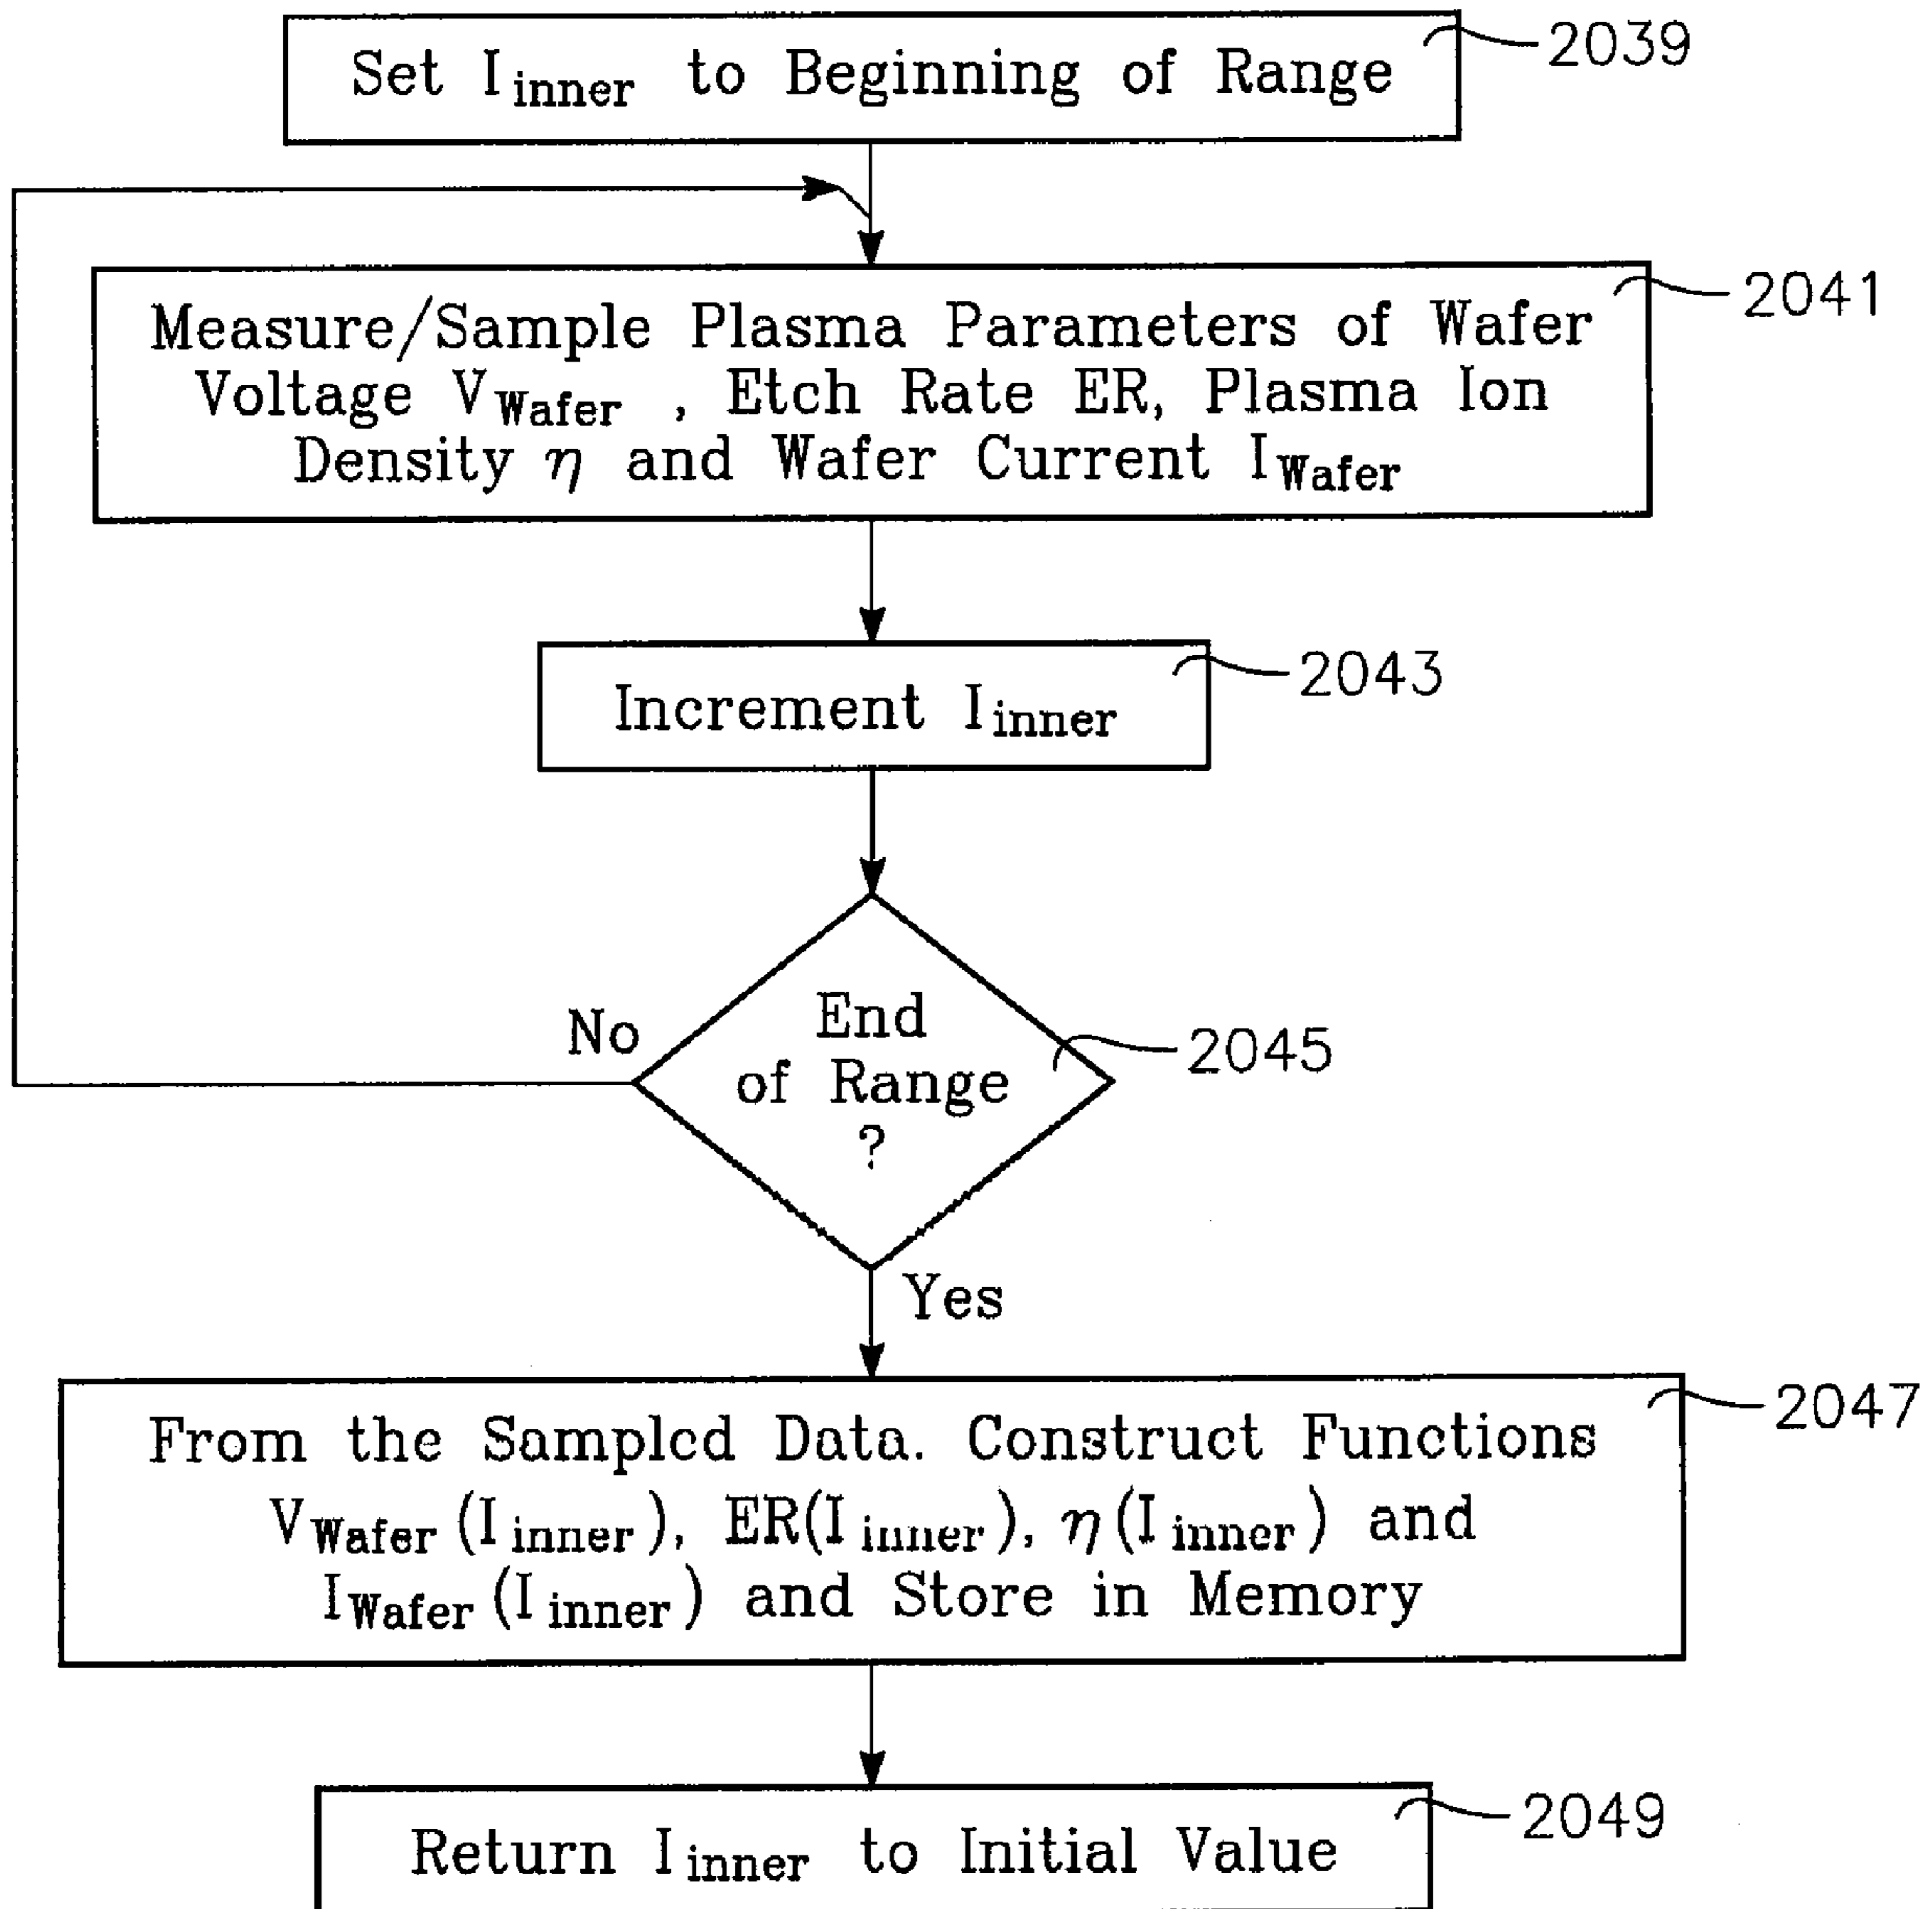 Set I inner to Beginning of Range
2039
2041
Measure/Sample Plasma Parameters of Wafer
Voltage V Wafer , Etch Rate ER, Plasma Ion
Density η and Wafer Current I Wafer
2043
Increment I inner
No
End
of Range
?
2045
Yes
2047
From the Sampled Data. Construct Functions
V Wafer (I inner), ER(I inner), η(I inner) and
I Wafer (I inner) and Store in Memory
2049
Return I inner to Initial Value